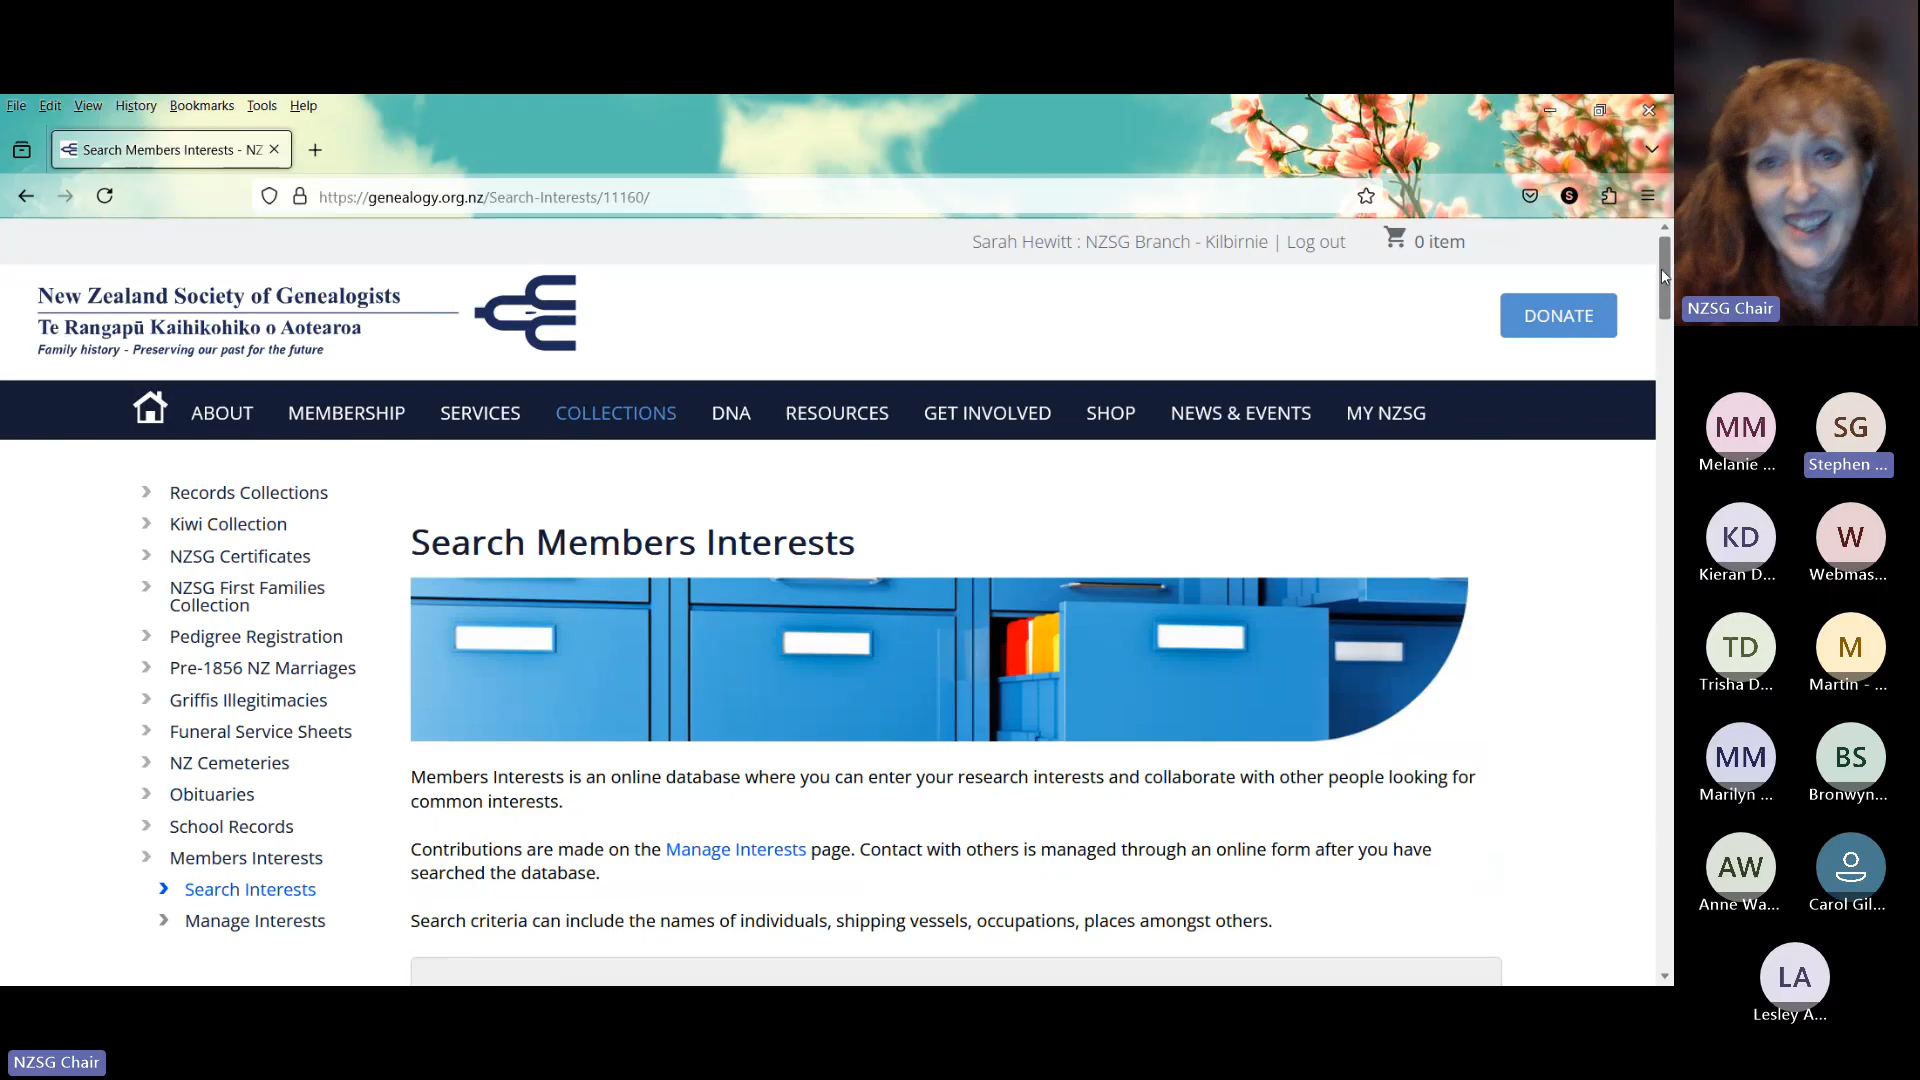 File Edit View History Bookmarks Tools Help
Search Members Interests - NZ
https://genealogy.org.nz/Search-Interests/11160/
Sarah Hewitt : NZSG Branch - Kilbirnie | Log out 0 item
New Zealand Society of Genealogists
Te Rangapū Kaihikohiko o Aotearoa
Family history - Preserving our past for the future
DONATE
ABOUT MEMBERSHIP SERVICES COLLECTIONS DNA RESOURCES GET INVOLVED SHOP NEWS & EVENTS MY NZSG
Records Collections
Kiwi Collection
NZSG Certificates
NZSG First Families
Collection
Pedigree Registration
Pre-1856 NZ Marriages
Griffis Illegitimacies
Funeral Service Sheets
NZ Cemeteries
Obituaries
School Records
Members Interests
Search Interests
Manage Interests
Search Members Interests
Members Interests is an online database where you can enter your research interests and collaborate with other people looking for
common interests.
Contributions are made on the Manage Interests page. Contact with others is managed through an online form after you have
searched the database.
Search criteria can include the names of individuals, shipping vessels, occupations, places amongst others.
NZSG Chair
MM SG
Melanie ... Stephen ...
KD W
Kieran D... Webmas...
TD M
Trisha D... Martin - ...
MM BS
Marilyn ... Bronwyn...
AW
Anne Wa... Carol Gil...
LA
Lesley A...
NZSG Chair